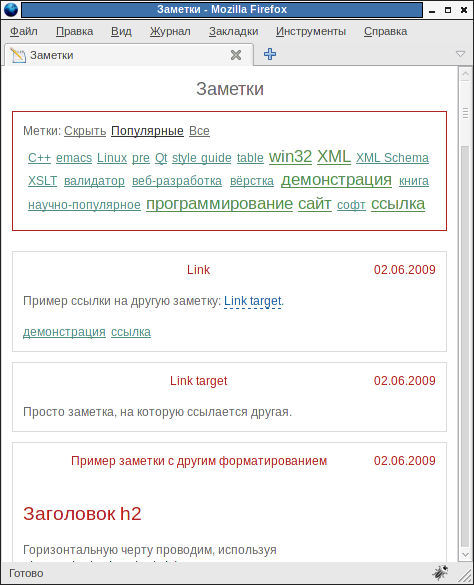 Заметки - Mozilla Firefox
Файл Правка Вид Журнал Закладки Инструменты Справка
Заметки
Заметки
Метки: Скрыть Популярные Все
C++ emacs Linux pre Qt style guide table win32 XML XML Schema
XSLT валидатор веб-разработка вёрстка демонстрация книга
научно-популярное программирование сайт софт ссылка
Link 02.06.2009
Пример ссылки на другую заметку: Link target.
демонстрация ссылка
Link target 02.06.2009
Просто заметка, на которую ссылается другая.
Пример заметки с другим форматированием 02.06.2009
Заголовок h2
Горизонтальную черту проводим, используя
Готово